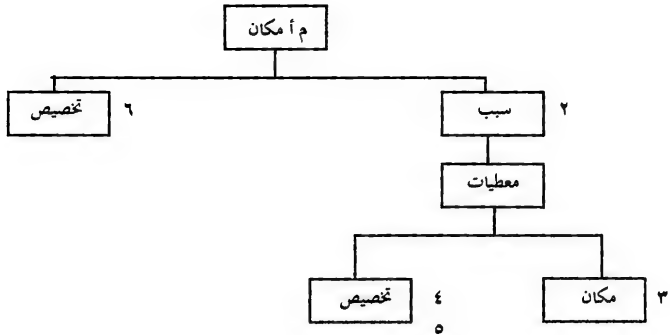 م أ مكان
سبب ٢
تخصيص ٦
معطيات
مكان ٣
تخصيص ٤
٥